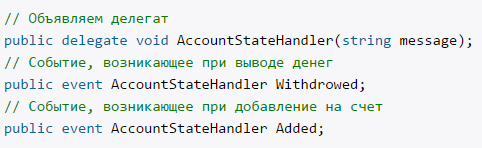 // Объявляем делегат
public delegate void AccountStateHandler(string message);
// Событие, возникающее при выводе денег
public event AccountStateHandler Withdrowed;
// Событие, возникающее при добавление на счет
public event AccountStateHandler Added;